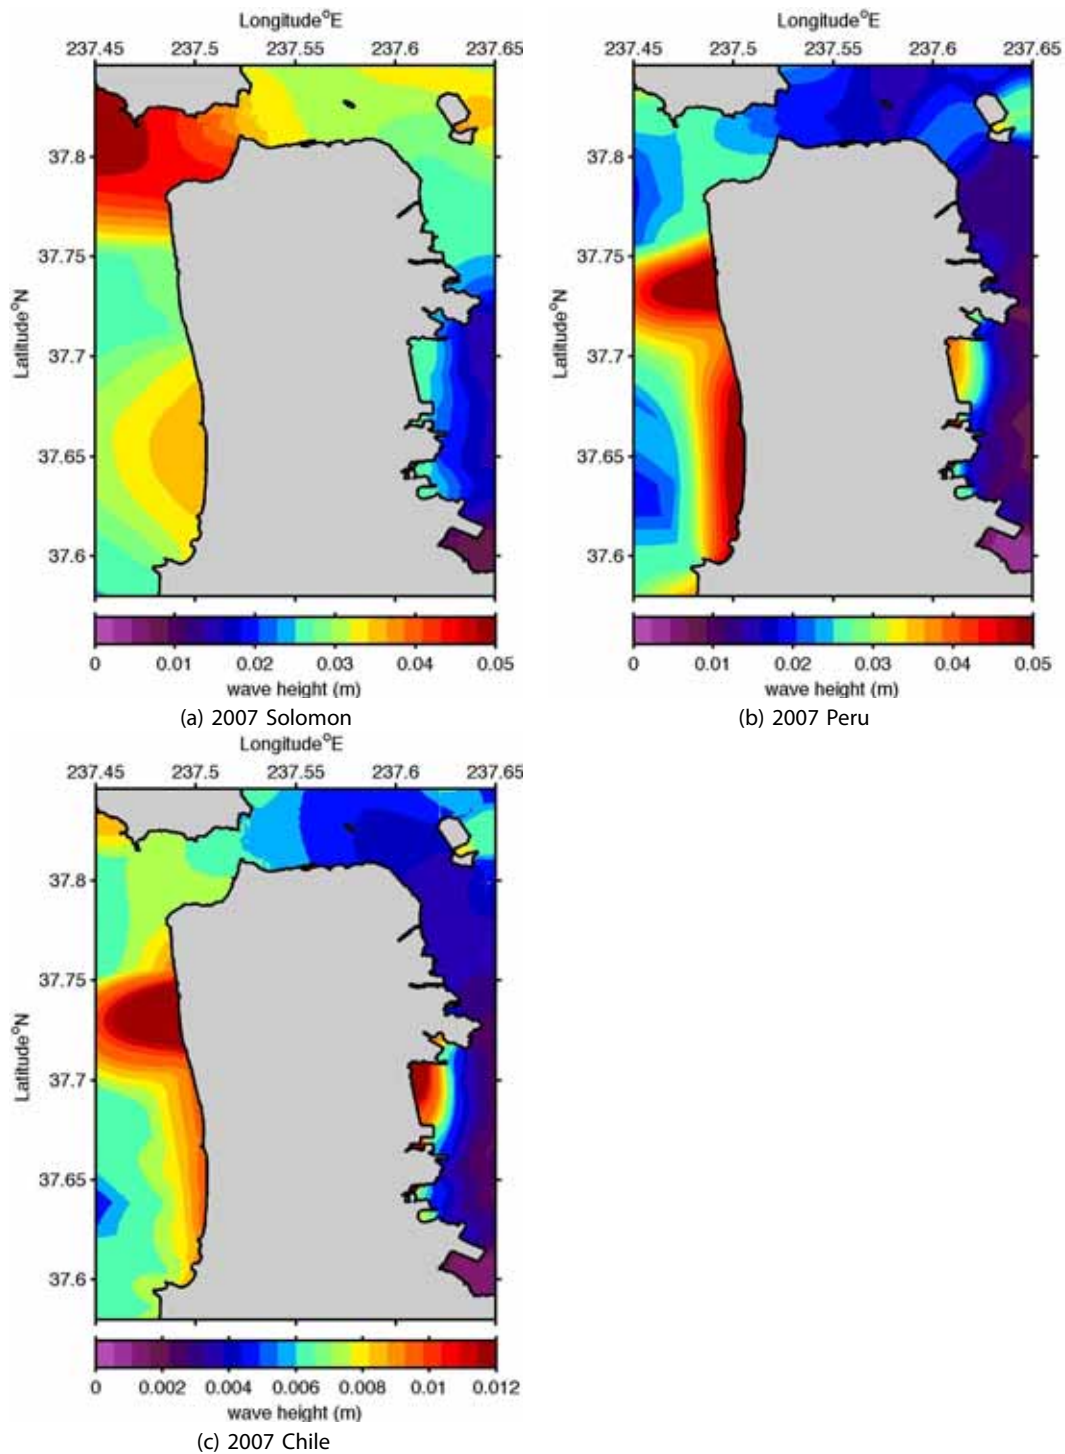 Longitude°E Longitude°E
237.45 237.5 237.55 237.6 237.65 237.45 237.5 237.55 237.6 237.65
37.8 37.8
37.75 37.75
Latitude°N Latitude°N
37.7 37.7
37.65 37.65
37.6 37.6
0 0.01 0.02 0.03 0.04 0.05 0 0.01 0.02 0.03 0.04 0.05
wave height (m) wave height (m)
(a) 2007 Solomon (b) 2007 Peru
Longitude°E
237.45 237.5 237.55 237.6 237.65
37.8
37.75
Latitude°N
37.7
37.65
37.6
0 0.002 0.004 0.006 0.008 0.01 0.012
wave height (m)
(c) 2007 Chile